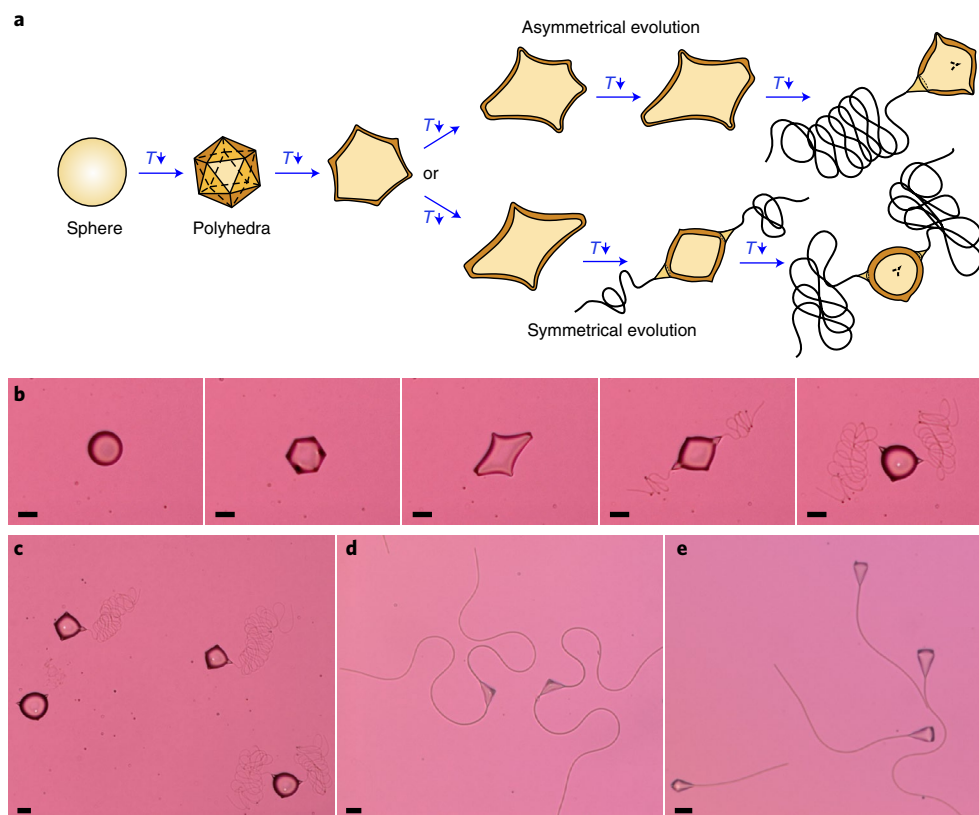 a
Asymmetrical evolution
T↓
T↓
T↓
T↓
T↓
or
Sphere
Polyhedra
T↓
T↓
T↓
Symmetrical evolution
b
c
d
e